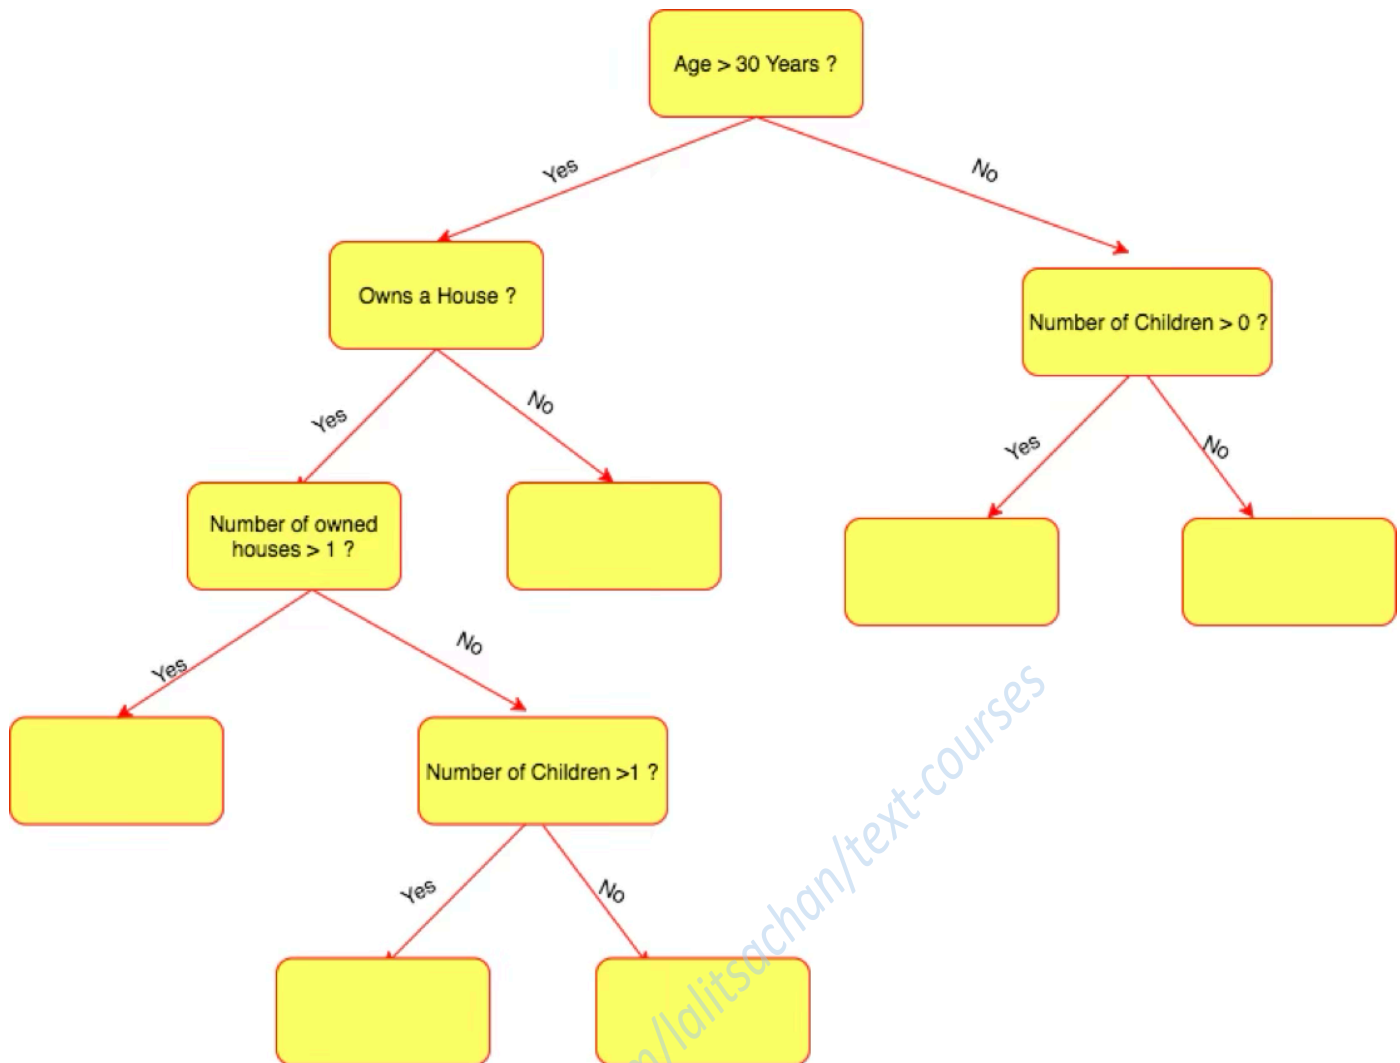 Age > 30 Years ?
Yes
No
Owns a House ?
Number of Children > 0 ?
Yes
No
Yes
No
Number of owned
houses > 1 ?
Yes
No
Number of Children >1 ?
Yes
No
/lalitsachan/text-courses